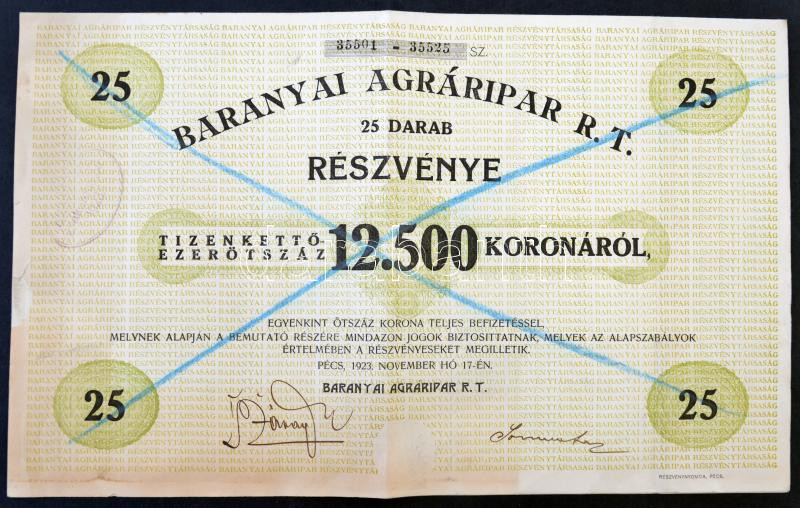 35501 - 35525 SZ.
25 25
BARANYAI AGRÁRIPAR R. T.
25 DARAB
RÉSZVÉNYE
TIZENKETTŐ-
EZERÖTSZÁZ 12.500 KORONÁRÓL,
EGYENKINT ÖTSZÁZ KORONA TELJES BEFIZETÉSSEL,
MELYNEK ALAPJÁN A BEMUTATÓ RÉSZÉRE MINDAZON JOGOK BIZTOSITTATNAK, MELYEK AZ ALAPSZABÁLYOK
ÉRTELMÉBEN A RÉSZVÉNYESEKET MEGILLETIK.
PÉCS, 1923. NOVEMBER HÓ 17-ÉN.
BARANYAI AGRÁRIPAR R. T.
25 25
RÉSZVÉNYNYOMDA, PÉCS.